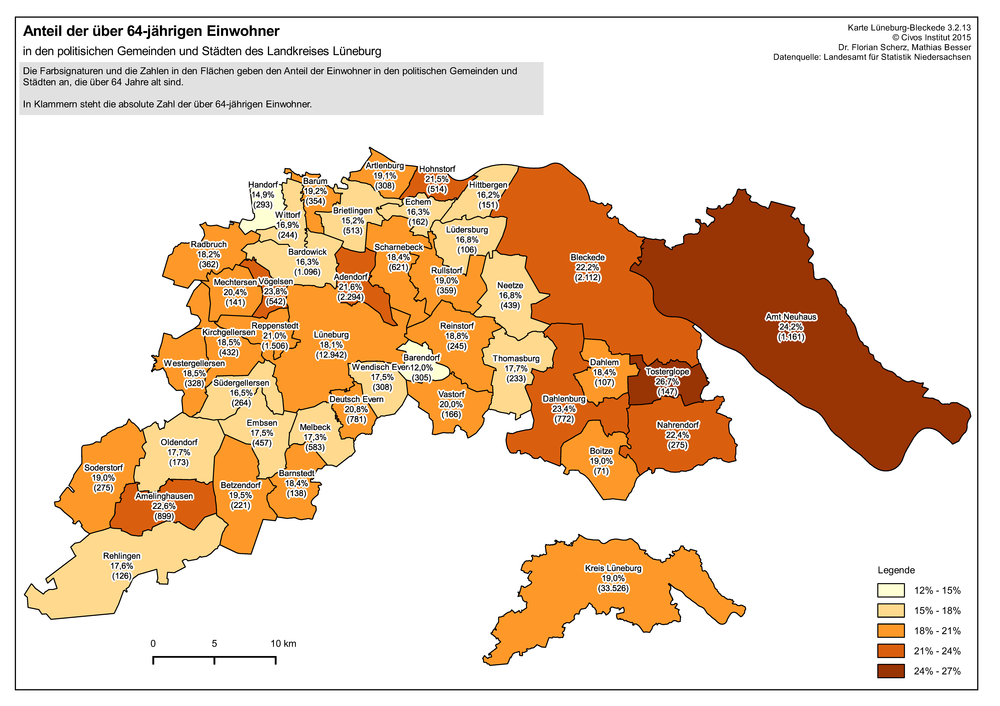 Anteil der über 64-jährigen Einwohner
in den politisichen Gemeinden und Städten des Landkreises Lüneburg
Die Farbsignaturen und die Zahlen in den Flächen geben den Anteil der Einwohner in den politischen Gemeinden und
Städten an, die über 64 Jahre alt sind.
In Klammern steht die absolute Zahl der über 64-jährigen Einwohner.
Karte Lüneburg-Bleckede 3.2.13
© Civos Institut 2015
Dr. Florian Scherz, Mathias Besser
Datenquelle: Landesamt für Statistik Niedersachsen
Artlenburg
19,1%
(308)
Hohnstorf
21,5%
(514)
Hittbergen
16,2%
(151)
Barum
19,2%
(354)
Handorf
14,9%
(293)
Wittorf
16,9%
(244)
Brietlingen
15,2%
(513)
Echem
16,3%
(162)
Lüdersburg
16,8%
(106)
Radbruch
18,2%
(362)
Bardowick
16,3%
(1.096)
Scharnebeck
18,4%
(621)
Bleckede
22,2%
(2.112)
Mechtersen
20,4%
(141)
Vögelsen
23,8%
(542)
Adendorf
21,6%
(2.294)
Rullstorf
19,0%
(359)
Neetze
16,8%
(439)
Amt Neuhaus
24,2%
(1.161)
Kirchgellersen
18,5%
(432)
Reppenstedt
21,0%
(1.506)
Lüneburg
18,1%
(12.942)
Reinstorf
18,8%
(245)
Westergellersen
18,5%
(328)
Wendisch Evern
17,5%
(308)
Barendorf
12,0%
(305)
Thomasburg
17,7%
(233)
Dahlem
18,4%
(107)
Tosterglope
26,7%
(147)
Südergellersen
16,5%
(264)
Deutsch Evern
20,8%
(781)
Vastorf
20,0%
(166)
Dahlenburg
23,4%
(772)
Nahrendorf
22,4%
(275)
Embsen
17,5%
(457)
Melbeck
17,3%
(583)
Oldendorf
17,7%
(173)
Boitze
19,0%
(71)
Soderstorf
19,0%
(275)
Barnstedt
18,4%
(138)
Betzendorf
19,5%
(221)
Amelinghausen
22,6%
(899)
Rehlingen
17,6%
(126)
Kreis Lüneburg
19,0%
(33.526)
0 5 10 km
Legende
12% - 15%
15% - 18%
18% - 21%
21% - 24%
24% - 27%